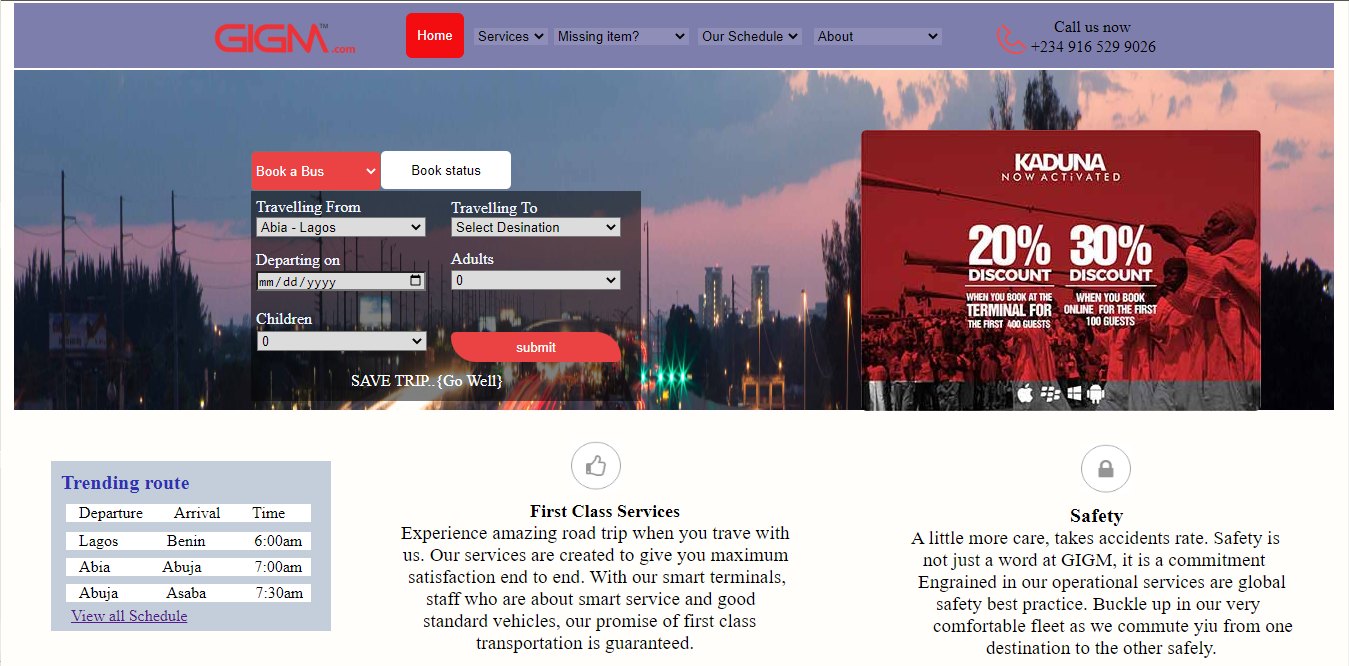 GIGM™.com
Home
Services
Missing item?
Our Schedule
About
Call us now
+234 916 529 9026
Book a Bus
Book status
Travelling From
Travelling To
Abia - Lagos
Select Desination
Departing on
Adults
mm/dd/yyyy
0
Children
0
submit
SAVE TRIP..{Go Well}
KADUNA
NOW ACTiVATED
20% 30%
DISCOUNT DISCOUNT
WHEN YOU BOOK AT THE
TERMINAL FOR
THE FIRST 400 GUESTS
WHEN YOU BOOK
ONLINE FOR THE FIRST
100 GUESTS
Trending route
Departure Arrival Time
Lagos Benin 6:00am
Abia Abuja 7:00am
Abuja Asaba 7:30am
View all Schedule
First Class Services
Experience amazing road trip when you trave with
us. Our services are created to give you maximum
satisfaction end to end. With our smart terminals,
staff who are about smart service and good
standard vehicles, our promise of first class
transportation is guaranteed.
Safety
A little more care, takes accidents rate. Safety is
not just a word at GIGM, it is a commitment
Engrained in our operational services are global
safety best practice. Buckle up in our very
comfortable fleet as we commute yiu from one
destination to the other safely.